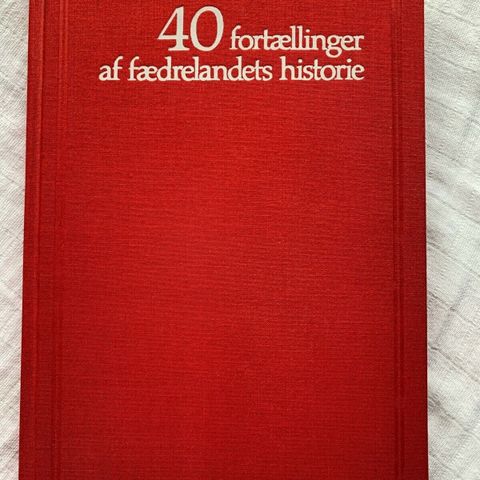 40 fortællinger
af fædrelandets historie